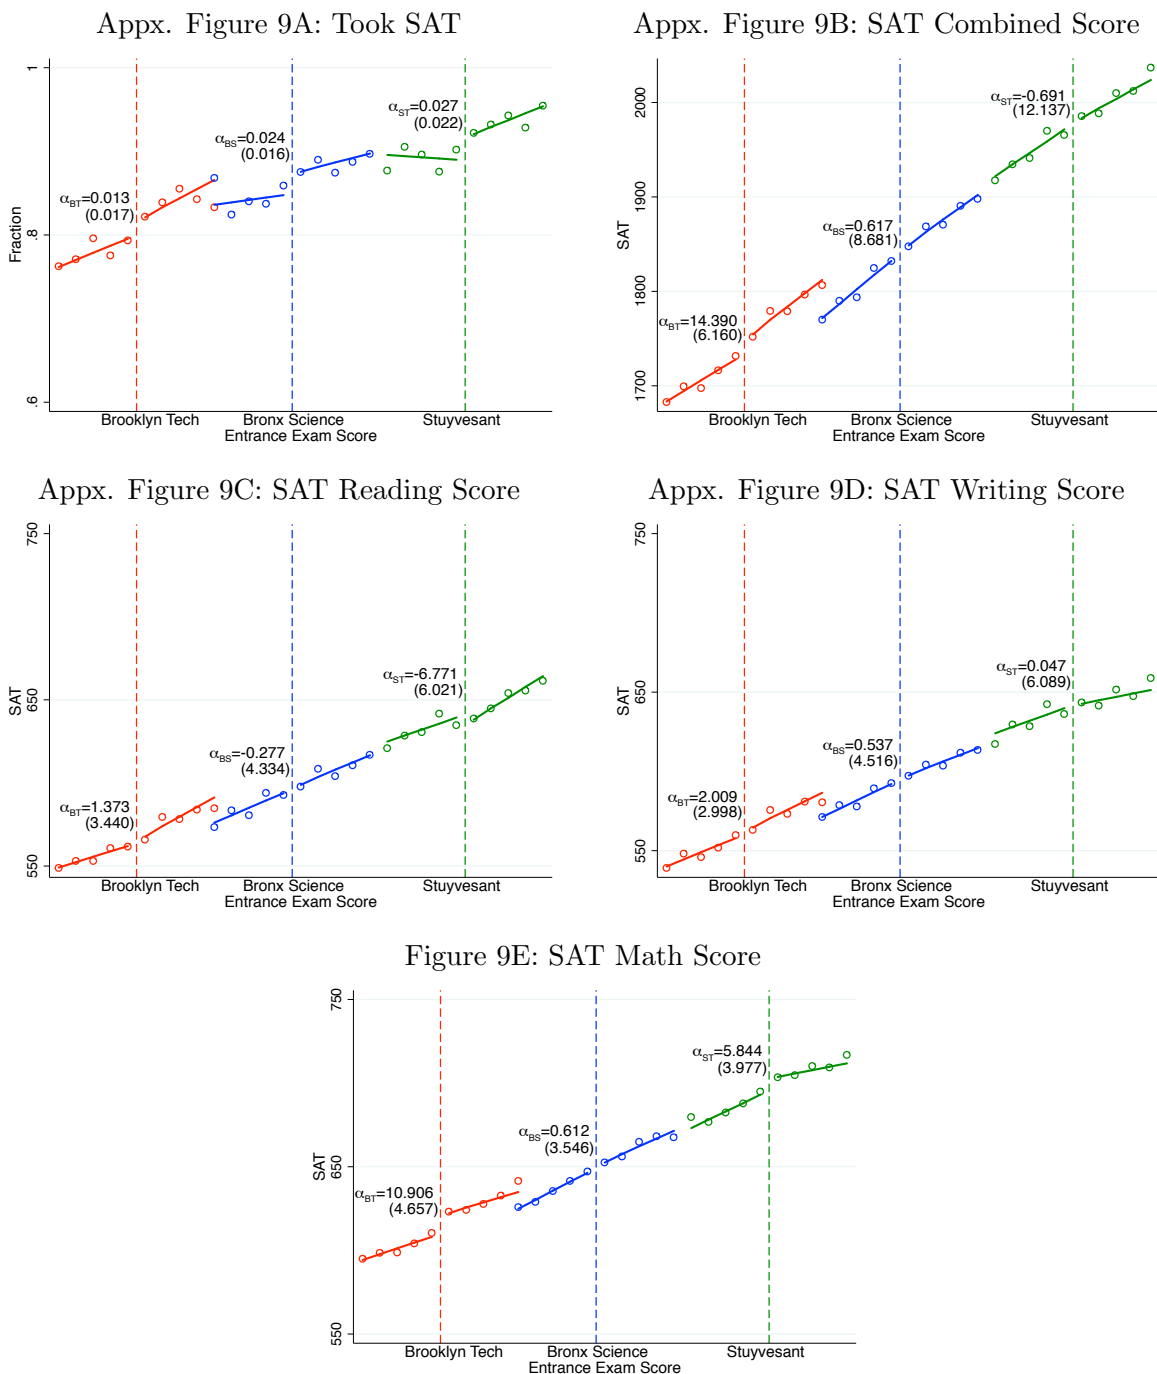 Appx. Figure 9A: Took SAT
1
.8
.6
Fraction
αBT=0.013
(0.017)
αBS=0.024
(0.016)
αST=0.027
(0.022)
Brooklyn Tech
Bronx Science
Stuyvesant
Entrance Exam Score
Appx. Figure 9B: SAT Combined Score
2000
1900
1800
1700
SAT
αBT=14.390
(6.160)
αBS=0.617
(8.681)
αST=-0.691
(12.137)
Brooklyn Tech
Bronx Science
Stuyvesant
Entrance Exam Score
Appx. Figure 9C: SAT Reading Score
750
650
550
SAT
αBT=1.373
(3.440)
αBS=-0.277
(4.334)
αST=-6.771
(6.021)
Brooklyn Tech
Bronx Science
Stuyvesant
Entrance Exam Score
Appx. Figure 9D: SAT Writing Score
750
650
550
SAT
αBT=2.009
(2.998)
αBS=0.537
(4.516)
αST=0.047
(6.089)
Brooklyn Tech
Bronx Science
Stuyvesant
Entrance Exam Score
Figure 9E: SAT Math Score
750
650
550
SAT
αBT=10.906
(4.657)
αBS=0.612
(3.546)
αST=5.844
(3.977)
Brooklyn Tech
Bronx Science
Stuyvesant
Entrance Exam Score